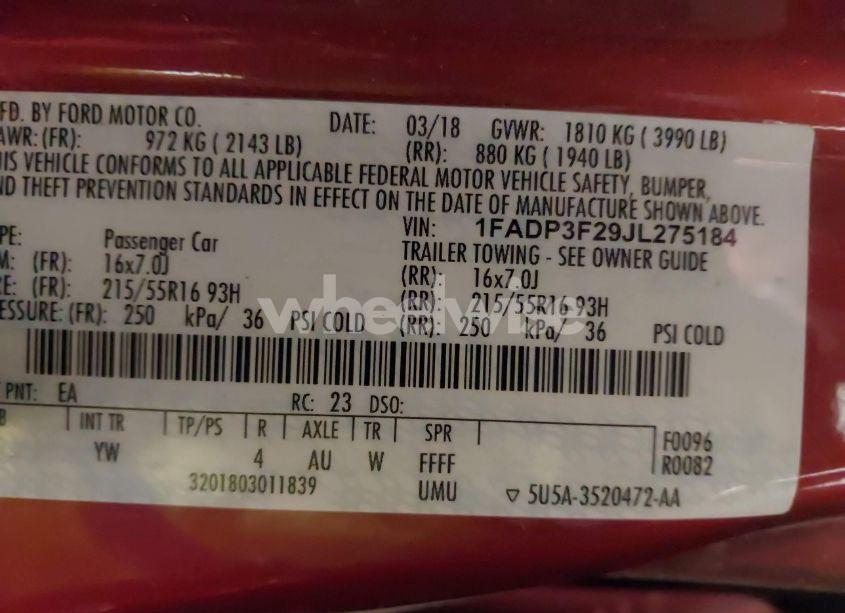 FD. BY FORD MOTOR CO. DATE: 03/18 GVWR: 1810 KG ( 3990 LB)
AWR: (FR): 972 KG ( 2143 LB) (RR): 880 KG ( 1940 LB)
IS VEHICLE CONFORMS TO ALL APPLICABLE FEDERAL MOTOR VEHICLE SAFETY, BUMPER,
ND THEFT PREVENTION STANDARDS IN EFFECT ON THE DATE OF MANUFACTURE SHOWN ABOVE.
VIN: 1FADP3F29JL275184
PE: Passenger Car TRAILER TOWING - SEE OWNER GUIDE
M: (FR): 16x7.0J (RR): 16x7.0J
RE: (FR): 215/55R16 93H (RR): 215/55R16 93H
ESSURE: (FR): 250 kPa/ 36 PSI COLD (RR): 250 kPa/ 36 PSI COLD
PNT: EA RC: 23 DSO:
B INT TR TP/PS R AXLE TR SPR F0096
YW 4 AU W FFFF R0082
3201803011839 UMU ▽ 5U5A-3520472-AA